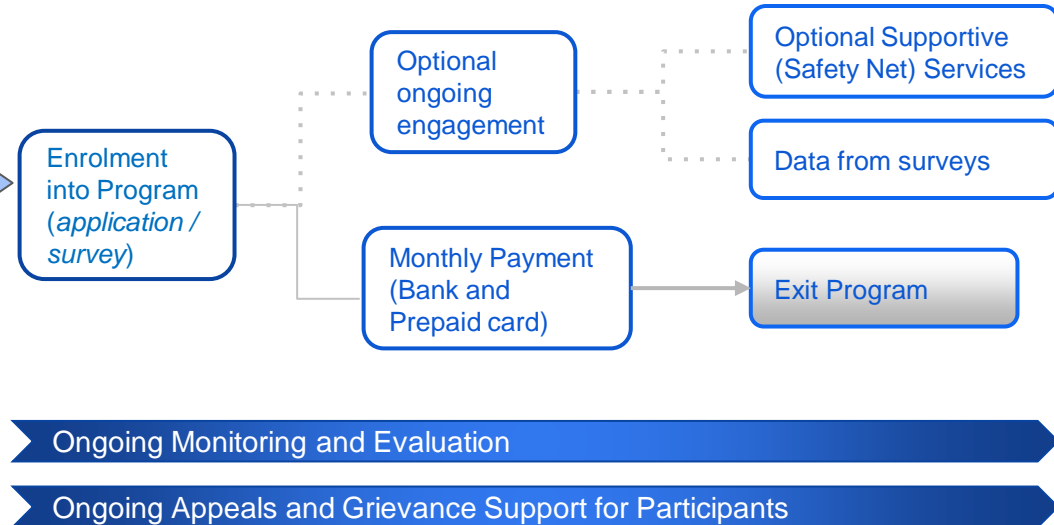 Optional Supportive
(Safety Net) Services
Optional
ongoing
engagement
Enrolment
into Program
(application /
survey)
Data from surveys
Monthly Payment
(Bank and
Prepaid card)
Exit Program
Ongoing Monitoring and Evaluation
Ongoing Appeals and Grievance Support for Participants